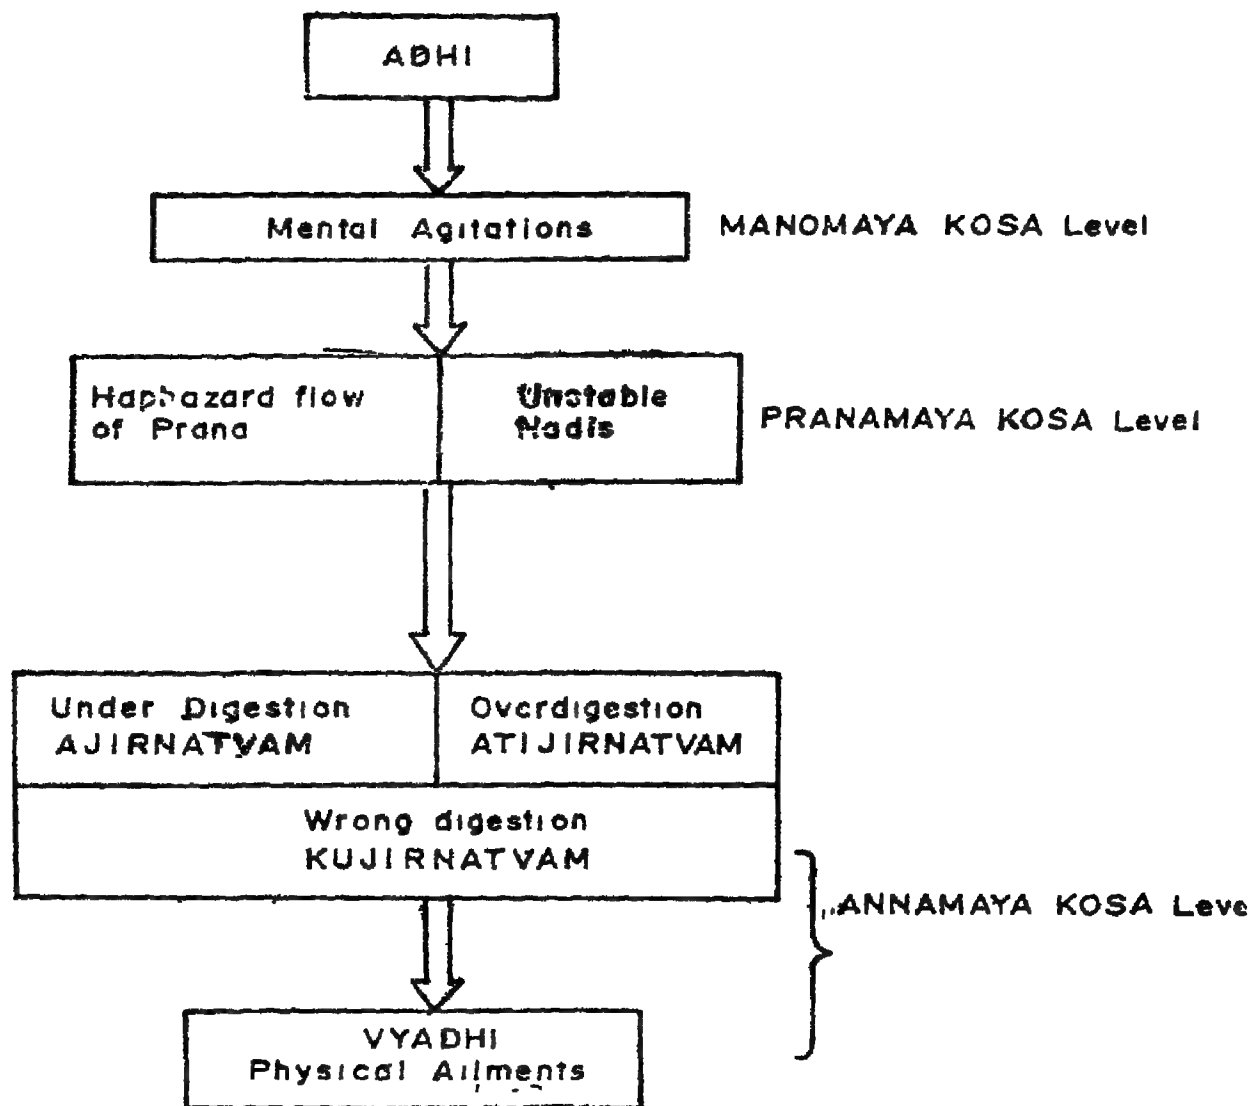 ADHI
Mental Agitations
MANOMAYA KOSA Level
Haphazard flow
of Prana
Unstable
Nadis
PRANAMAYA KOSA Level
Under Digestion
AJIRNATVAM
Overdigestion
ATIJIRNATVAM
Wrong digestion
KUJIRNATVAM
ANNAMAYA KOSA Leve
VYADHI
Physical Ailments